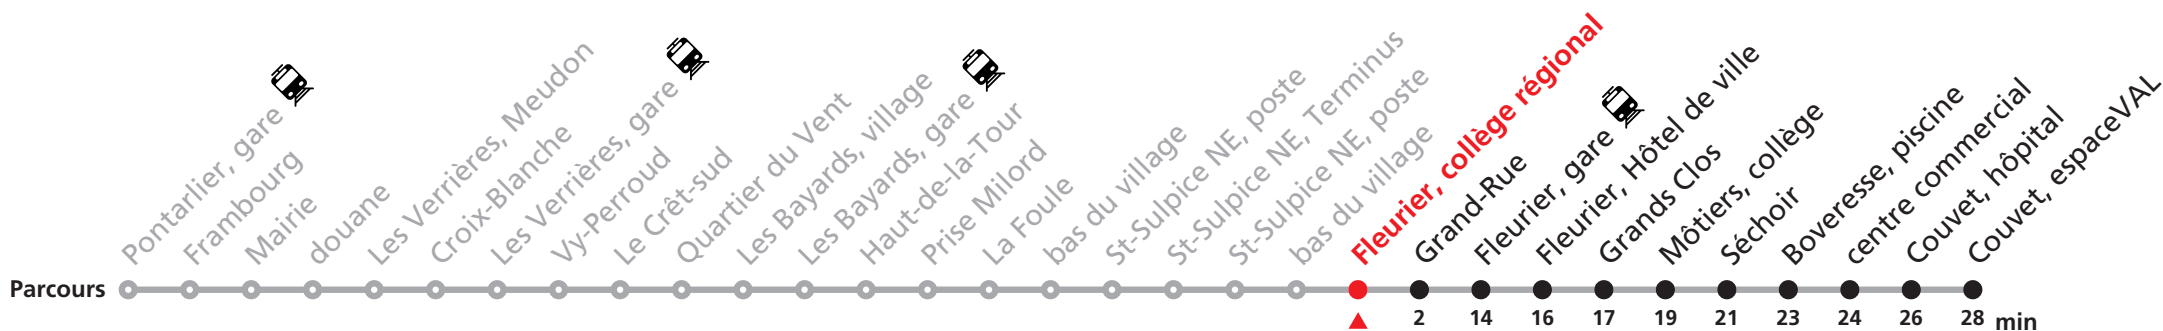 Pontarlier, gare
Frambourg
Mairie
douane
Les Verrières, Meudon
Croix-Blanche
Les Verrières, gare
Vy-Perroud
Le Crêt-sud
Quartier du Vent
Les Bayards, village
Les Bayards, gare
Haut-de-la-Tour
Prise Milord
La Foule
bas du village
St-Sulpice NE, poste
St-Sulpice NE, Terminus
St-Sulpice NE, poste
bas du village
Fleurier, collège régional
Grand-Rue
Fleurier, gare
Fleurier, Hôtel de ville
Grands Clos
Môtiers, collège
Séchoir
Boveresse, piscine
centre commercial
Couvet, hôpital
Couvet, espaceVAL
Parcours
2 14 16 17 19 21 23 24 26 28 min